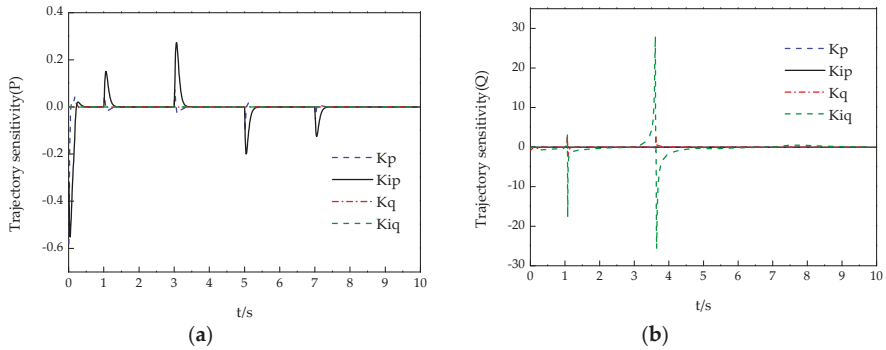 Trajectory sensitivity(P)
0.4
0.2
0.0
-0.2
-0.4
-0.6
Kp
Kip
Kq
Kiq
0 1 2 3 4 5 6 7 8 9 10
t/s
(a)
Trajectory sensitivity(Q)
30
20
10
0
-10
-20
-30
Kp
Kip
Kq
Kiq
0 1 2 3 4 5 6 7 8 9 10
t/s
(b)